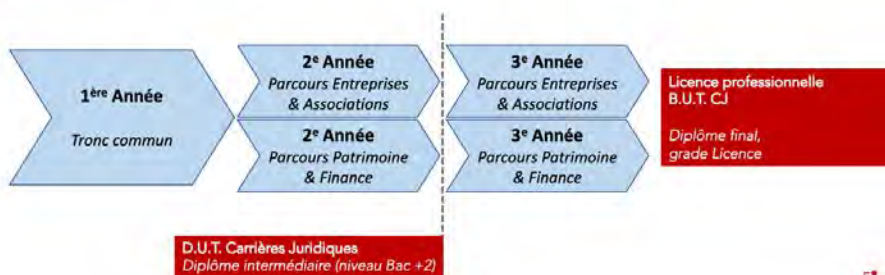 1ère Année
Tronc commun
2e Année
Parcours Entreprises
& Associations
2e Année
Parcours Patrimoine
& Finance
3e Année
Parcours Entreprises
& Associations
3e Année
Parcours Patrimoine
& Finance
Licence professionnelle
B.U.T. CJ
Diplôme final,
grade Licence
D.U.T. Carrières Juridiques
Diplôme intermédiaire (niveau Bac +2)